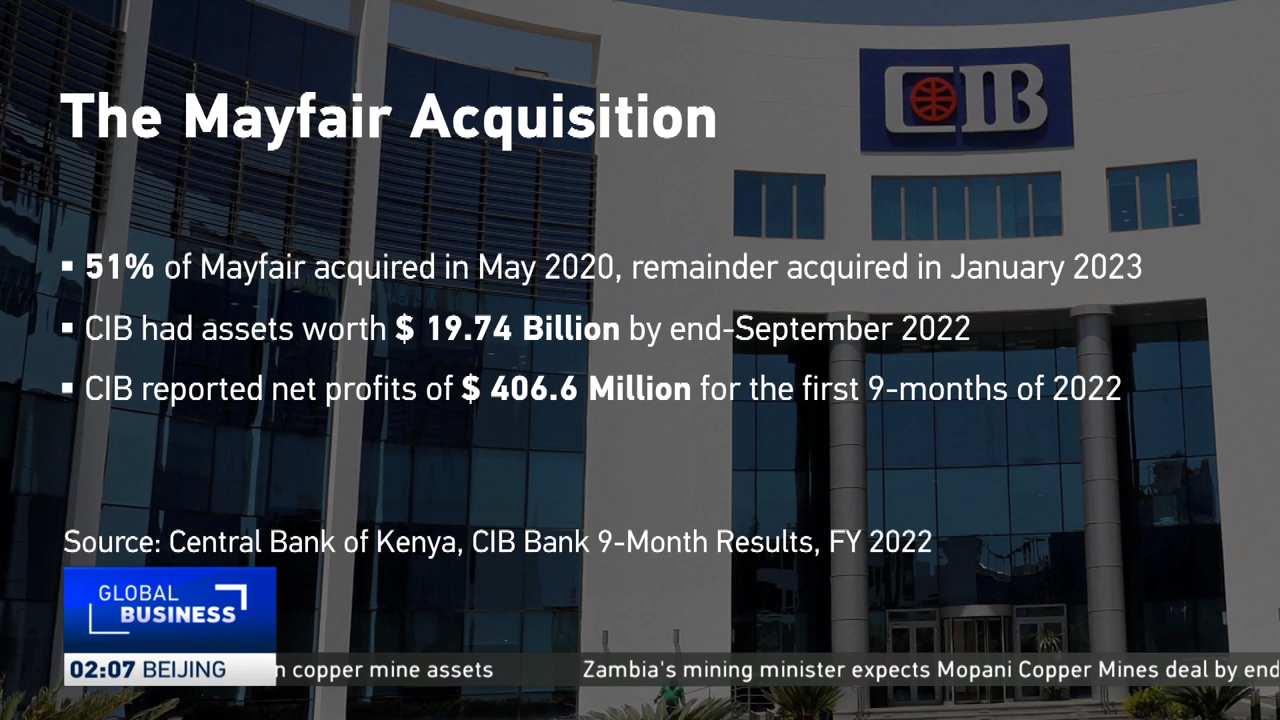 CIB
The Mayfair Acquisition
▪ 51% of Mayfair acquired in May 2020, remainder acquired in January 2023
▪ CIB had assets worth $ 19.74 Billion by end-September 2022
▪ CIB reported net profits of $ 406.6 Million for the first 9-months of 2022
Source: Central Bank of Kenya, CIB Bank 9-Month Results, FY 2022
GLOBAL
BUSINESS
02:07 BEIJING
n copper mine assets Zambia's mining minister expects Mopani Copper Mines deal by end